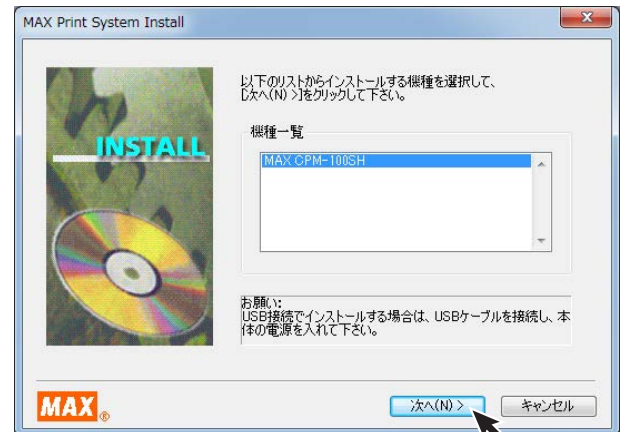 MAX Print System Install
以下のリストからインストールする機種を選択して、
[次へ(N) >]をクリックして下さい。
INSTALL
機種一覧
MAX CPM-100SH
お願い:
USB接続でインストールする場合は、USBケーブルを接続し、本
体の電源を入れて下さい。
MAX®
次へ(N) >
キャンセル